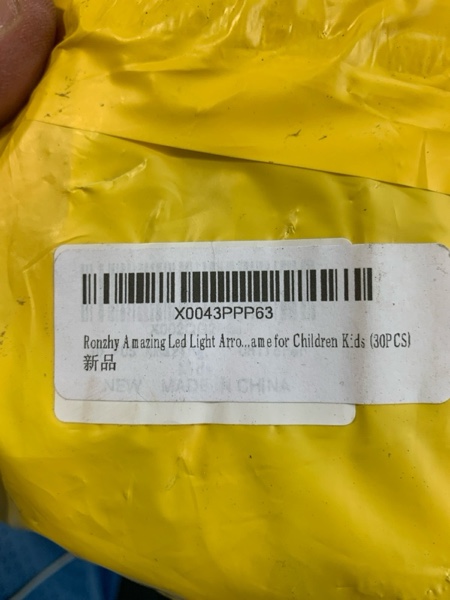 X0043PPP63
Ronzhy Amazing Led Light Arro...ame for Children Kids (30PCS)
新品
NEW MADE IN CHINA